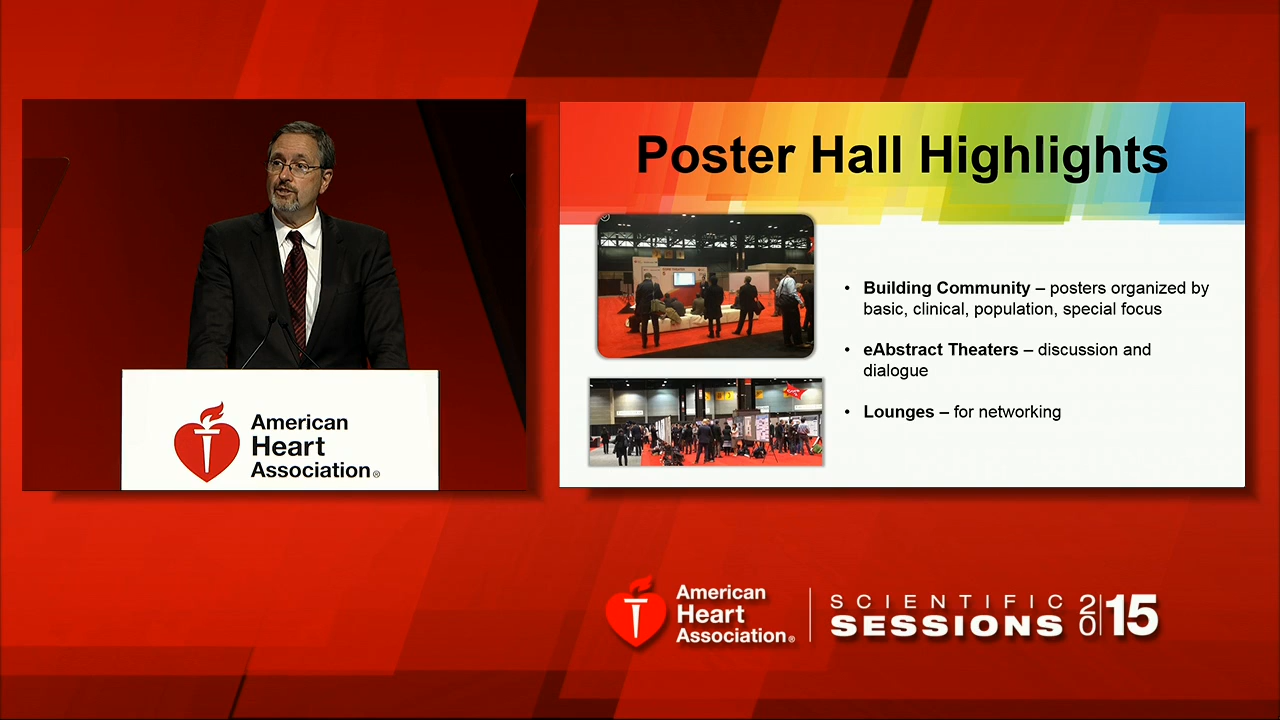 American
Heart
Association®
Poster Hall Highlights
• Building Community – posters organized by
basic, clinical, population, special focus
• eAbstract Theaters – discussion and
dialogue
• Lounges – for networking
American
Heart
Association®
SCIENTIFIC
SESSIONS
2015